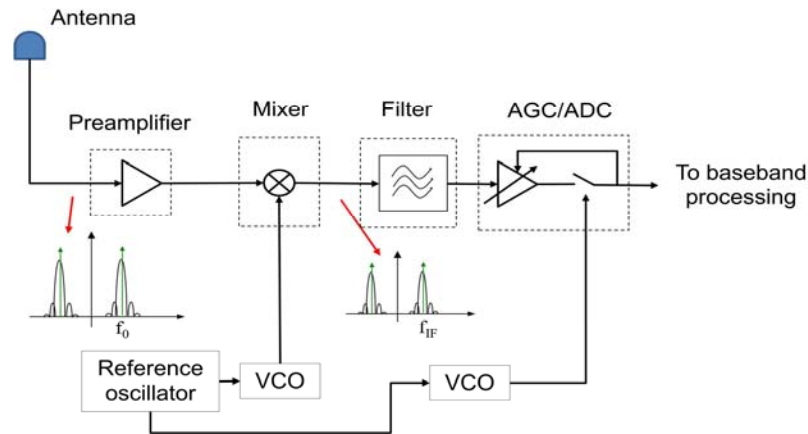 Antenna
Preamplifier
Mixer
Filter
AGC/ADC
To baseband
processing
f0
fIF
Reference
oscillator
VCO
VCO